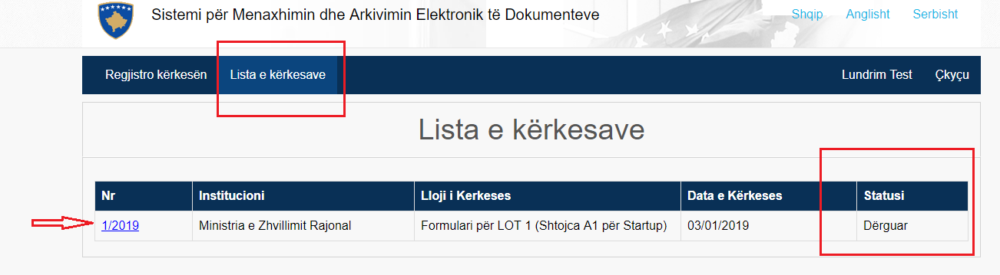 Sistemi për Menaxhimin dhe Arkivimin Elektronik të Dokumenteve
Shqip Anglisht Serbisht
Regjistro kërkesën Lista e kërkesave Lundrim Test Çkyçu
Lista e kërkesave
Nr Institucioni Lloji i Kerkeses Data e Kërkeses Statusi
1/2019 Ministria e Zhvillimit Rajonal Formulari për LOT 1 (Shtojca A1 për Startup) 03/01/2019 Dërguar